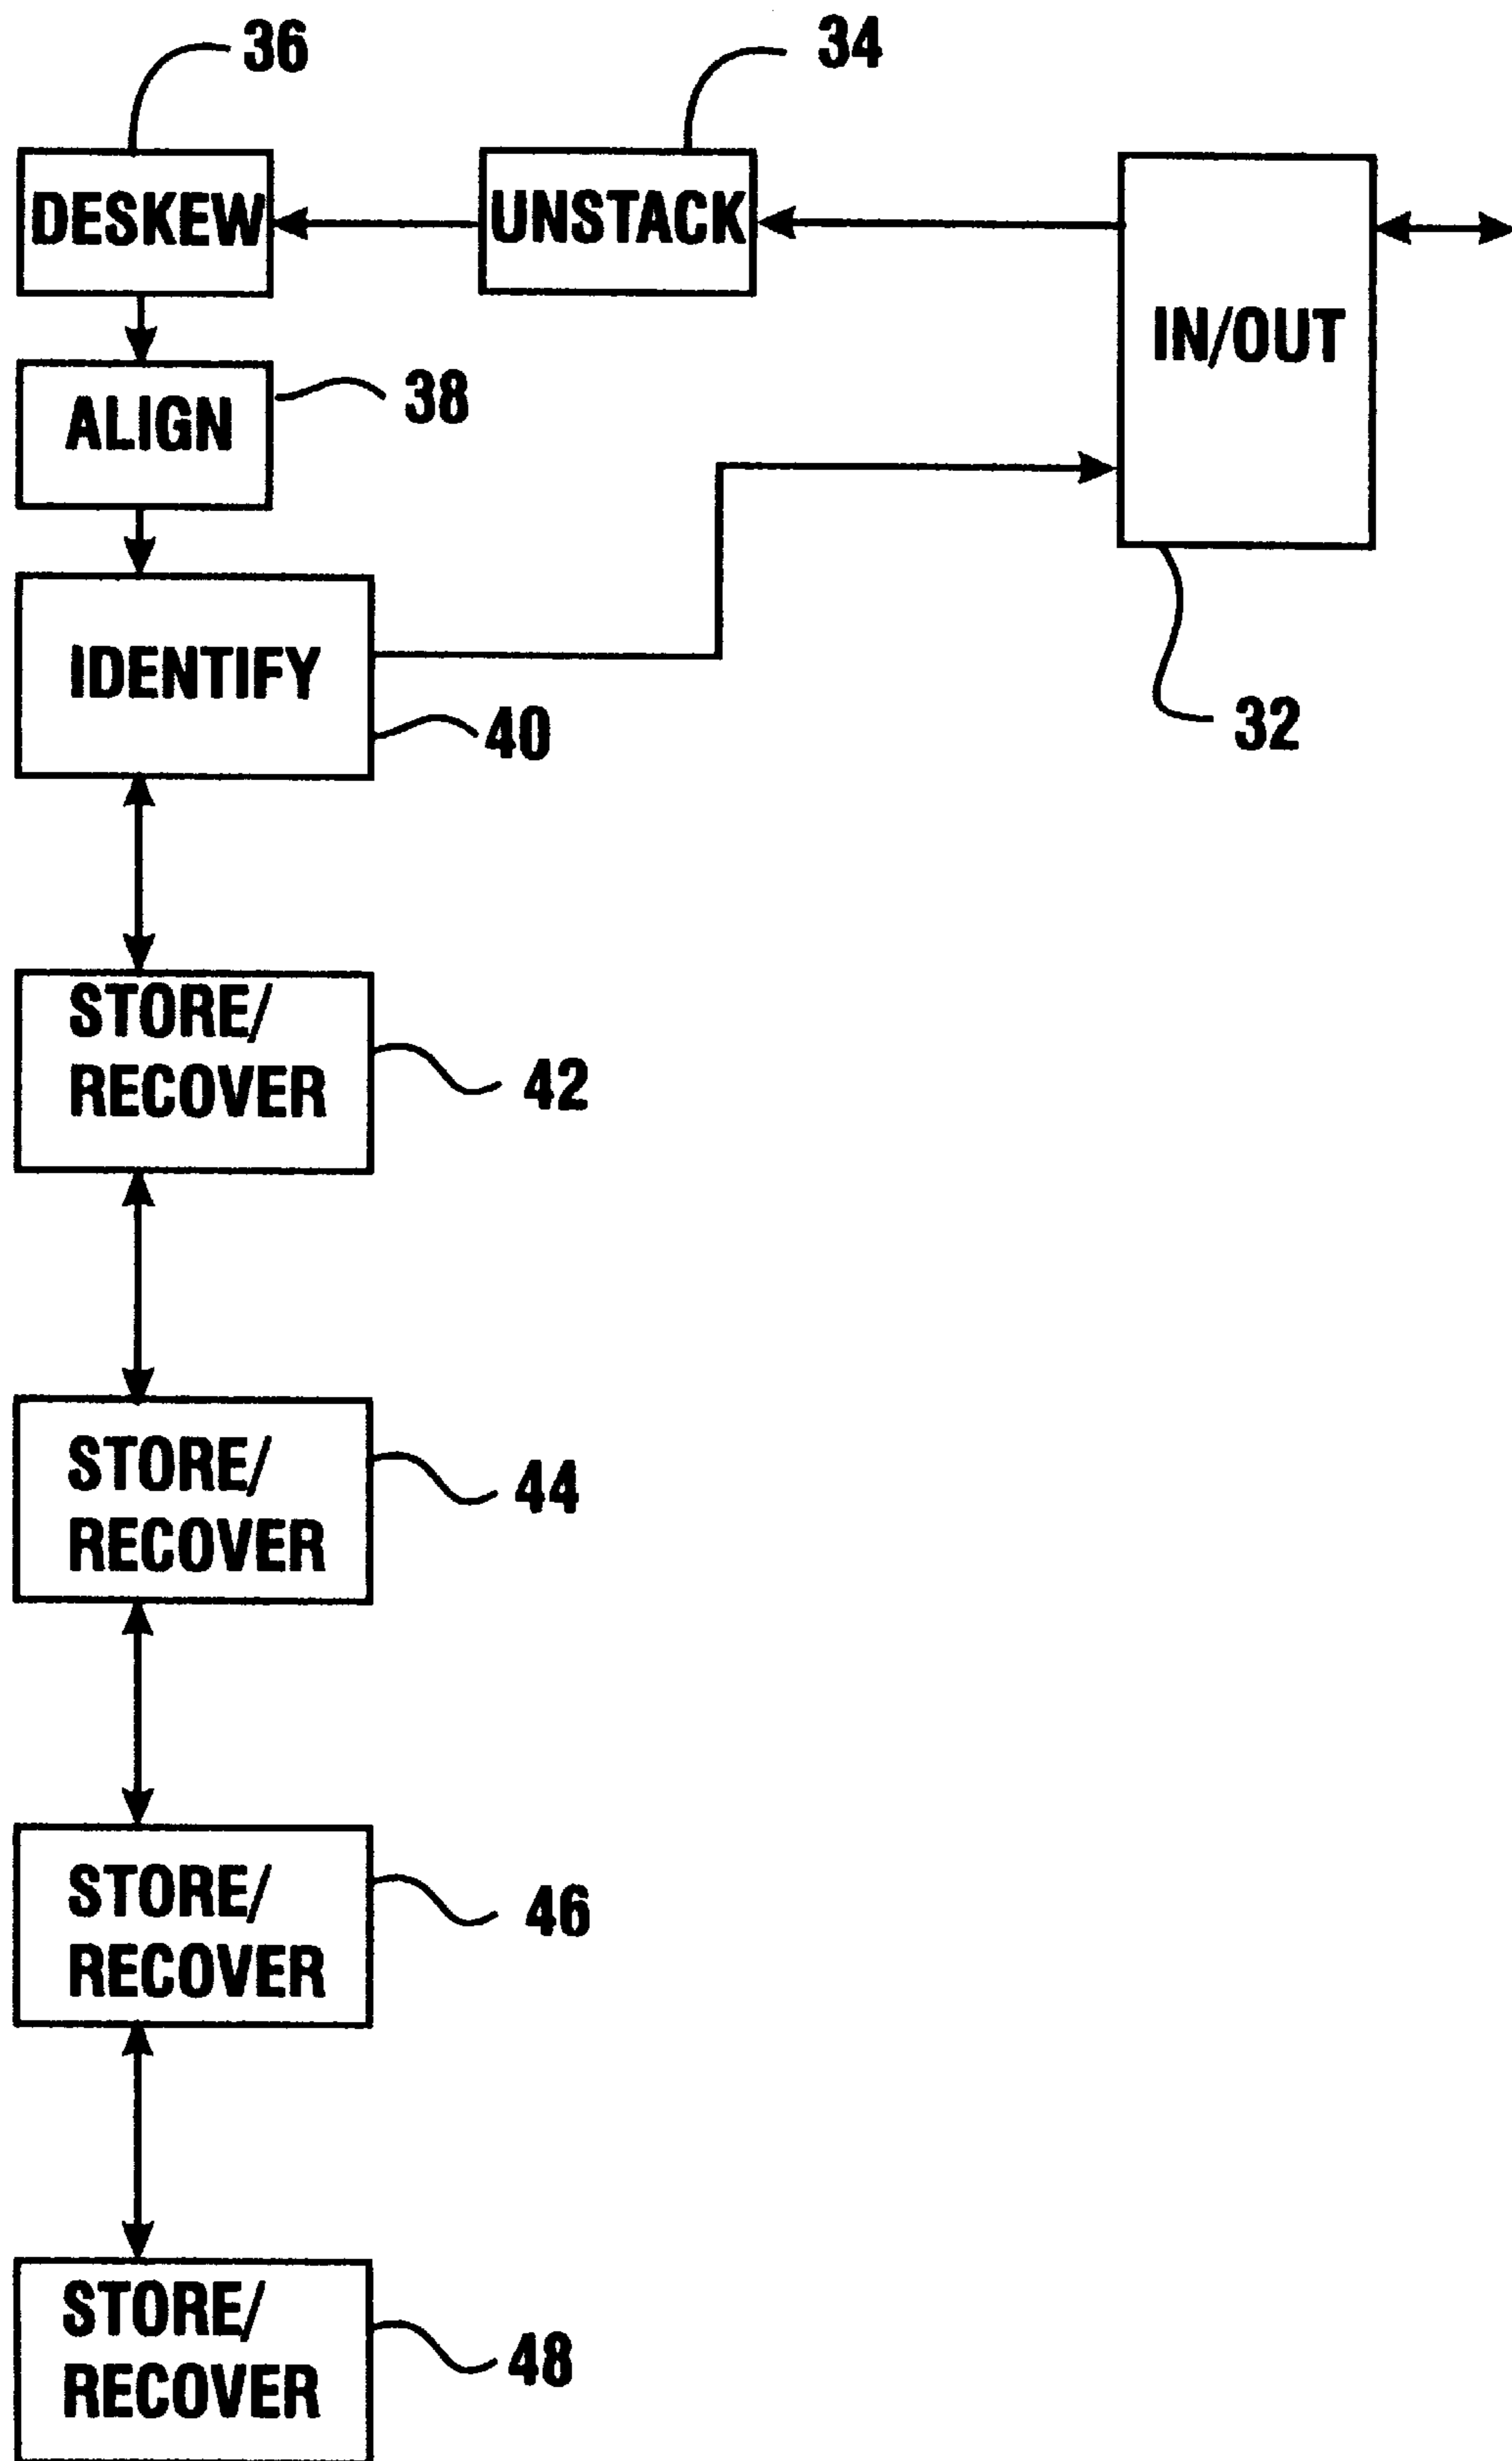 36
34
DESKEW
UNSTACK
IN/OUT
ALIGN
38
IDENTIFY
40
32
STORE/
RECOVER
42
STORE/
RECOVER
44
STORE/
RECOVER
46
STORE/
RECOVER
48